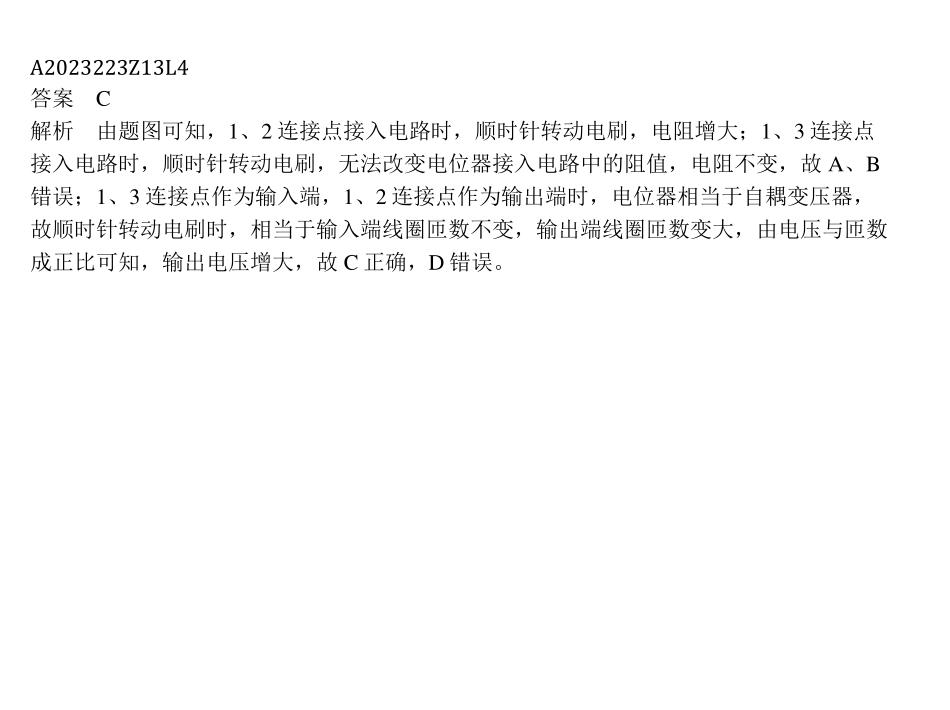 A2023223Z13L4
答案　C
解析　由题图可知，1、2 连接点接入电路时，顺时针转动电刷，电阻增大；1、3 连接点
接入电路时，顺时针转动电刷，无法改变电位器接入电路中的阻值，电阻不变，故 A、B
错误；1、3 连接点作为输入端，1、2 连接点作为输出端时，电位器相当于自耦变压器，
故顺时针转动电刷时，相当于输入端线圈匝数不变，输出端线圈匝数变大，由电压与匝数
成正比可知，输出电压增大，故 C 正确，D 错误。